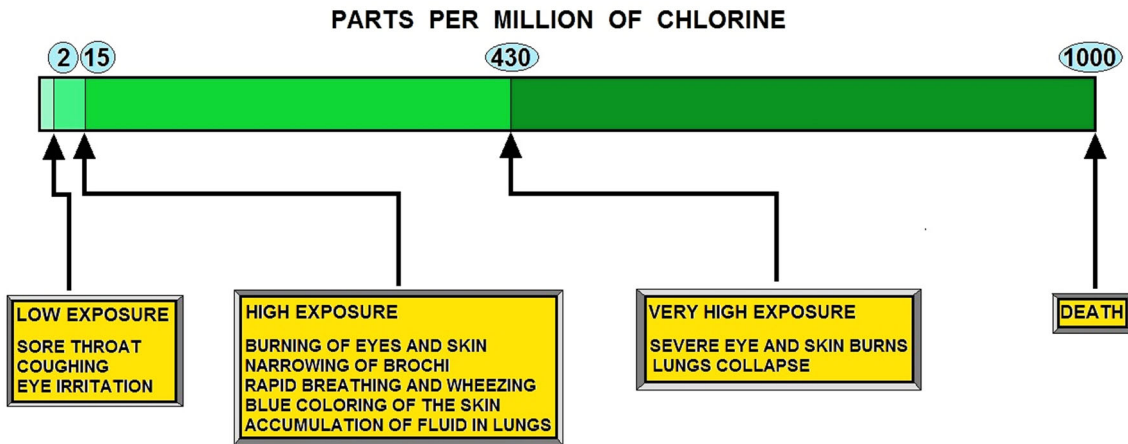 PARTS PER MILLION OF CHLORINE
2 15 430 1000
LOW EXPOSURE
SORE THROAT
COUGHING
EYE IRRITATION
HIGH EXPOSURE
BURNING OF EYES AND SKIN
NARROWING OF BROCHI
RAPID BREATHING AND WHEEZING
BLUE COLORING OF THE SKIN
ACCUMULATION OF FLUID IN LUNGS
VERY HIGH EXPOSURE
SEVERE EYE AND SKIN BURNS
LUNGS COLLAPSE
DEATH